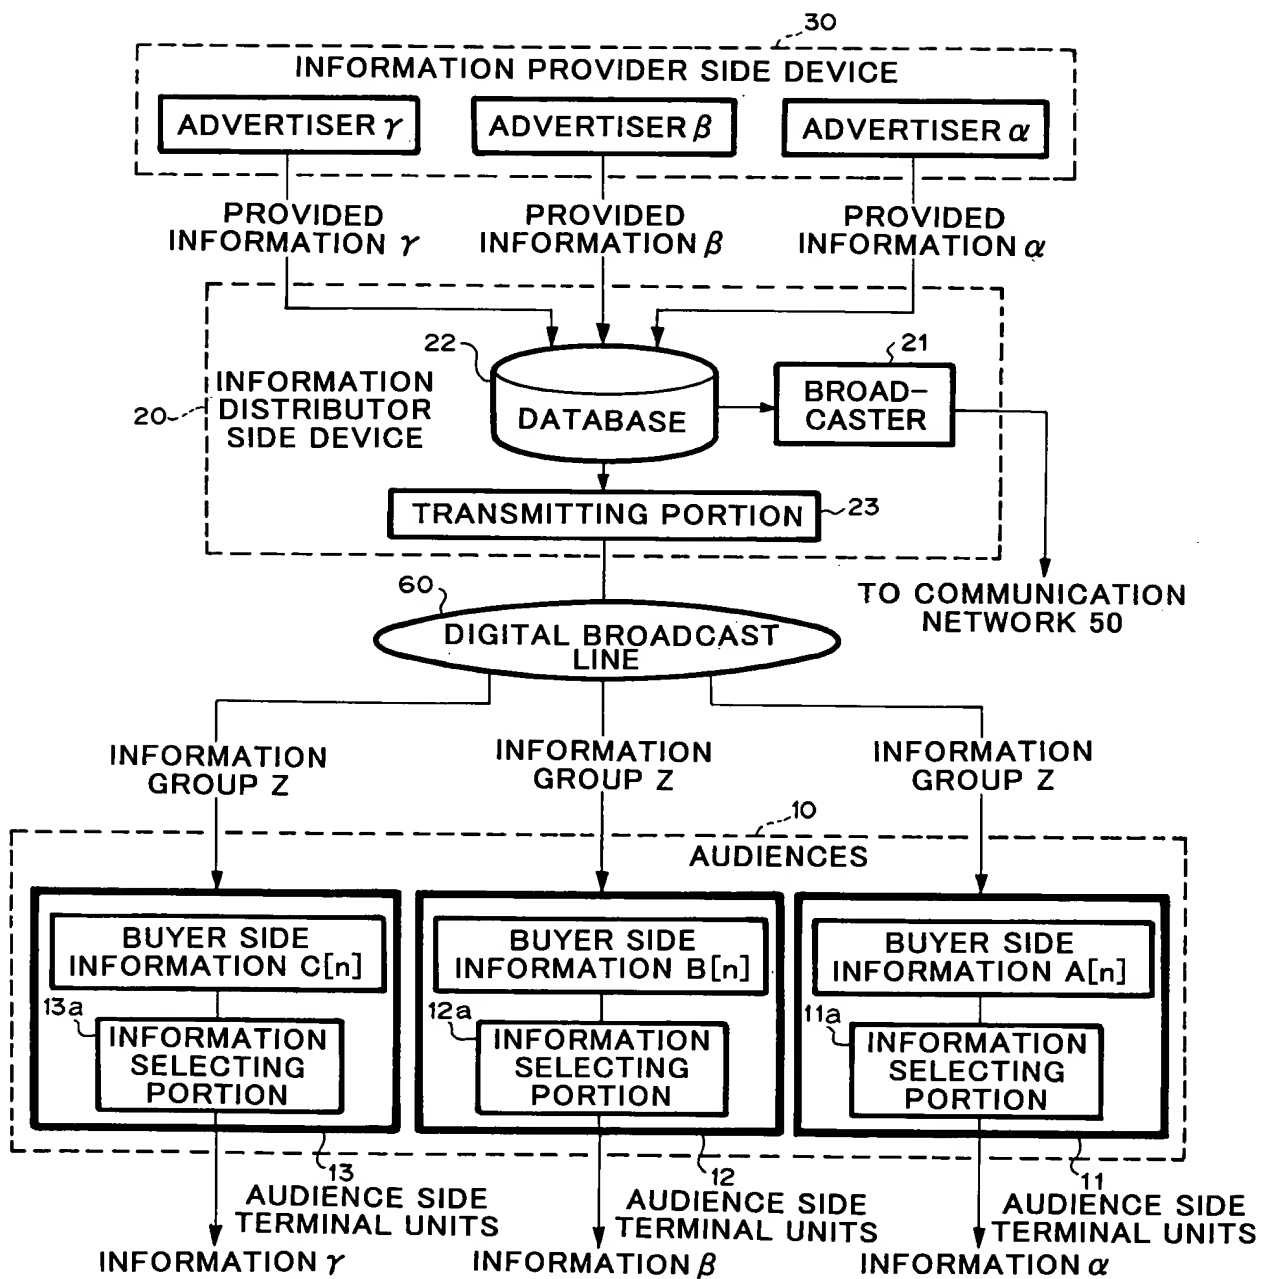 30
INFORMATION PROVIDER SIDE DEVICE
ADVERTISER γ
ADVERTISER β
ADVERTISER α
PROVIDED
INFORMATION γ
PROVIDED
INFORMATION β
PROVIDED
INFORMATION α
20
INFORMATION
DISTRIBUTOR
SIDE DEVICE
22
DATABASE
21
BROAD-
CASTER
TRANSMITTING PORTION
23
TO COMMUNICATION
NETWORK 50
60
DIGITAL BROADCAST
LINE
INFORMATION
GROUP Z
INFORMATION
GROUP Z
INFORMATION
GROUP Z
10
AUDIENCES
BUYER SIDE
INFORMATION C[n]
13a
INFORMATION
SELECTING
PORTION
BUYER SIDE
INFORMATION B[n]
12a
INFORMATION
SELECTING
PORTION
BUYER SIDE
INFORMATION A[n]
11a
INFORMATION
SELECTING
PORTION
13
AUDIENCE SIDE
TERMINAL UNITS
12
AUDIENCE SIDE
TERMINAL UNITS
11
AUDIENCE SIDE
TERMINAL UNITS
INFORMATION γ
INFORMATION β
INFORMATION α